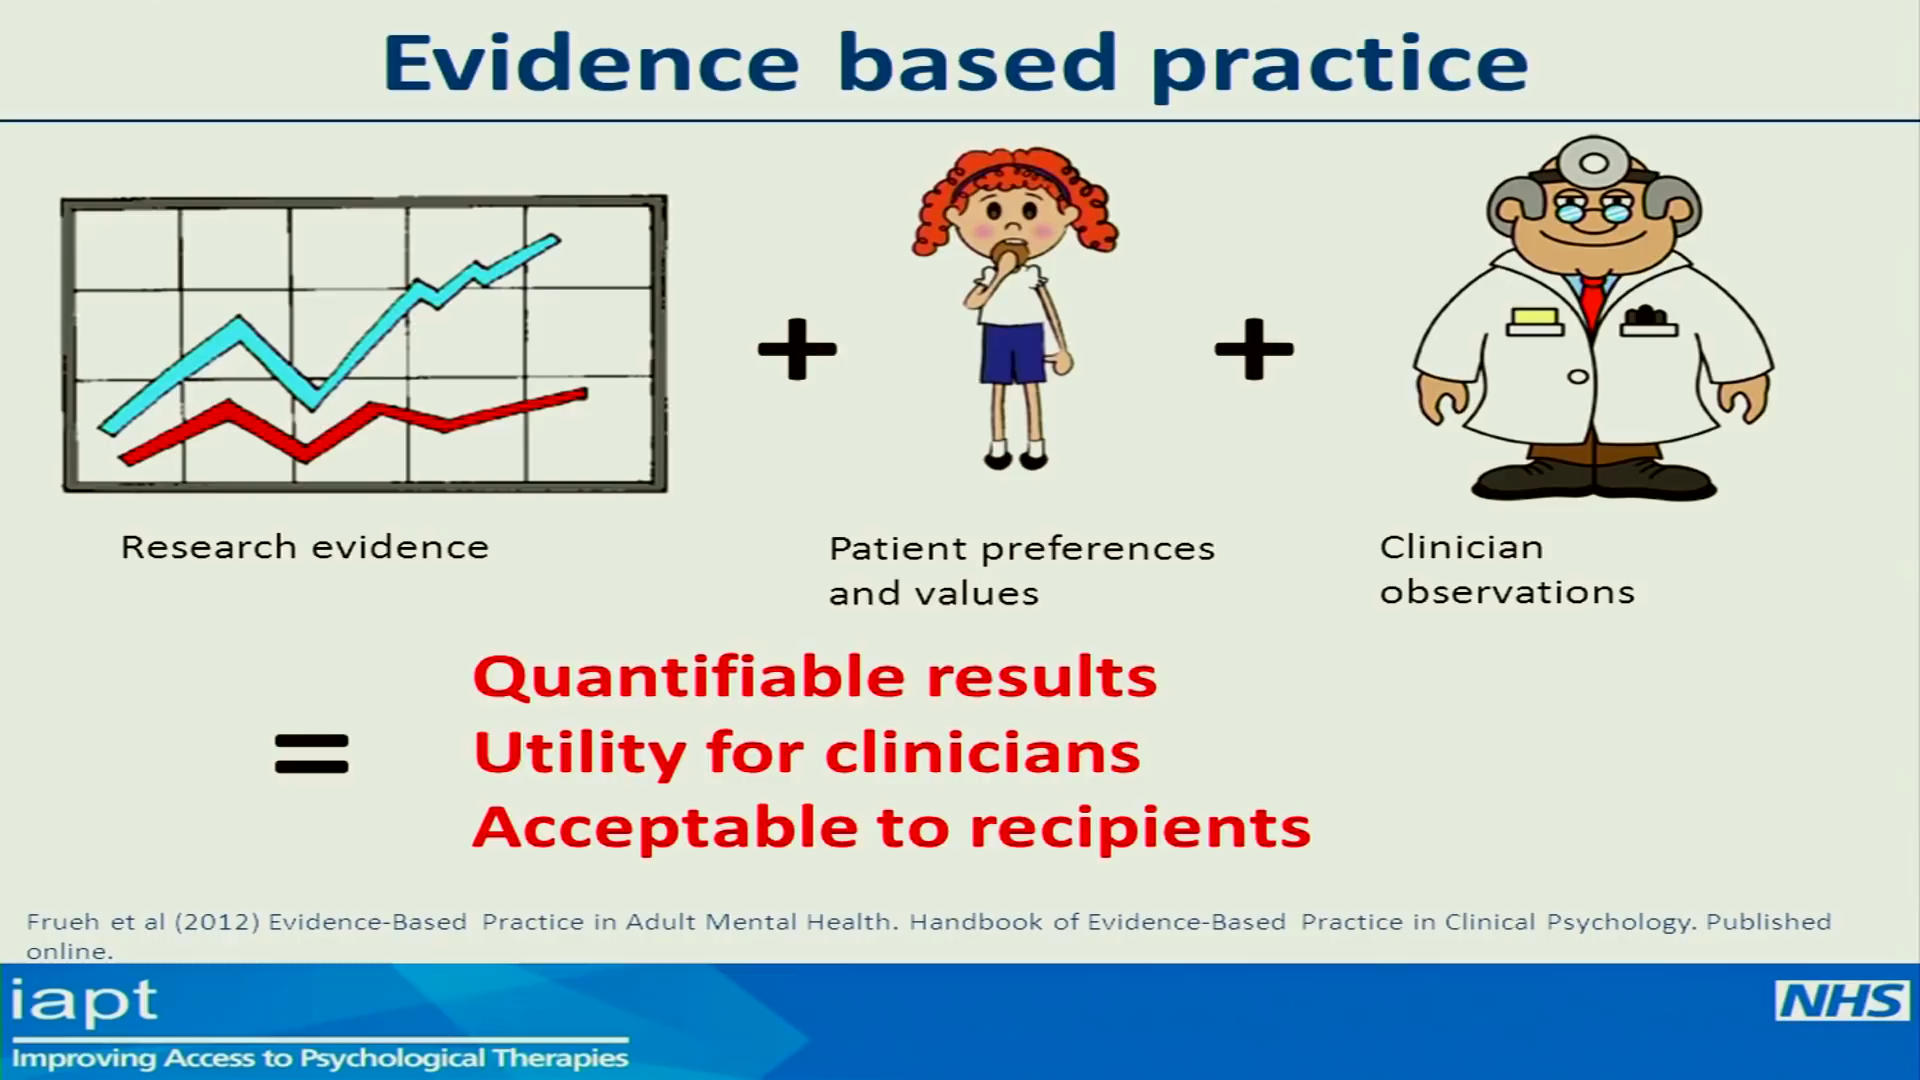 Evidence based practice
+
+
Research evidence
Patient preferences
and values
Clinician
observations
=
Quantifiable results
Utility for clinicians
Acceptable to recipients
Frueh et al (2012) Evidence-Based Practice in Adult Mental Health. Handbook of Evidence-Based Practice in Clinical Psychology. Published
online.
iapt
Improving Access to Psychological Therapies
NHS